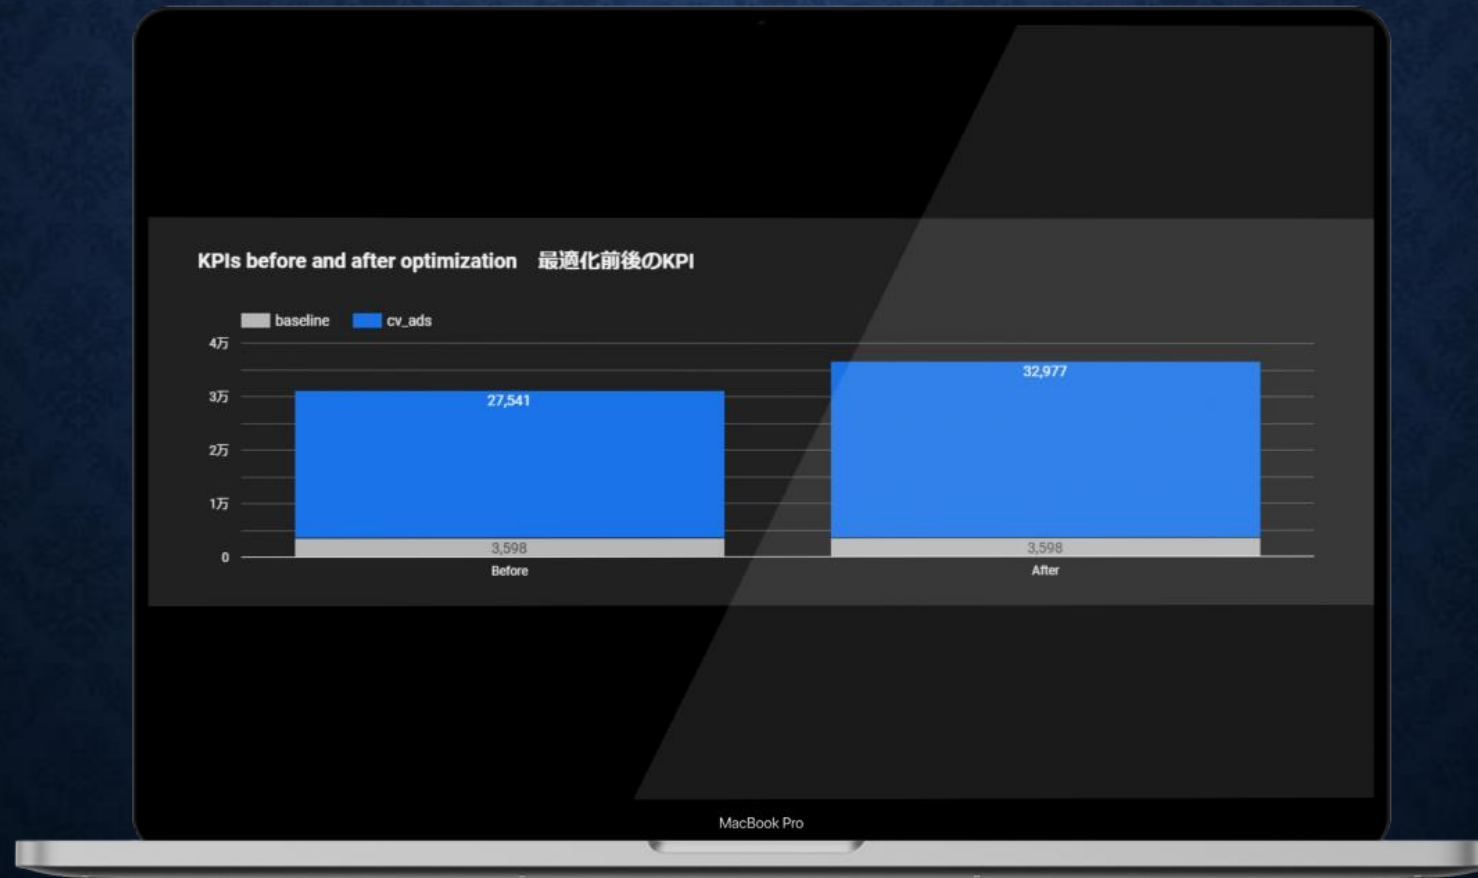 KPIs before and after optimization 最適化前後のKPI
baseline cv_ads
4万
3万
2万
1万
0
27,541
32,977
3,598
3,598
Before
After
MacBook Pro